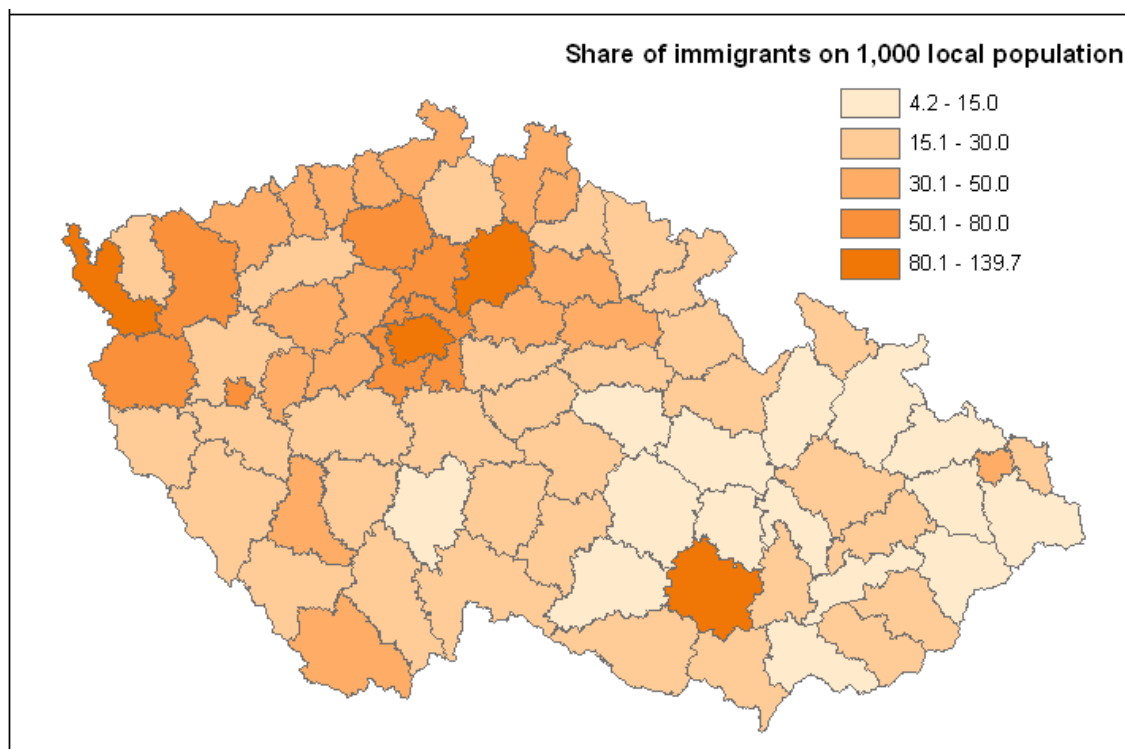 Share of immigrants on 1,000 local population
4.2 - 15.0
15.1 - 30.0
30.1 - 50.0
50.1 - 80.0
80.1 - 139.7